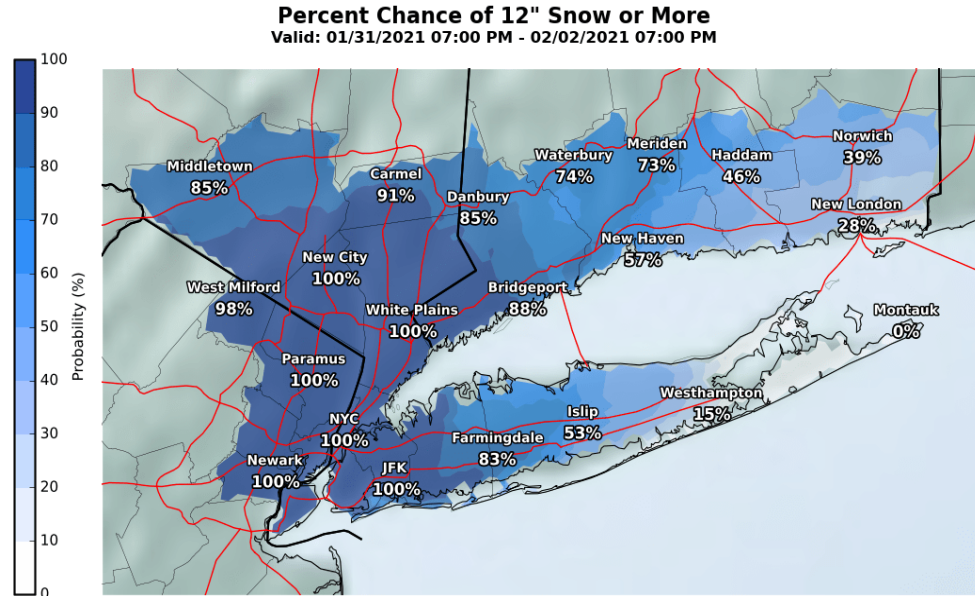 Percent Chance of 12" Snow or More
Valid: 01/31/2021 07:00 PM - 02/02/2021 07:00 PM
100
90
80
70
60
50
40
30
20
10
0
Probability (%)
Middletown
85%
Carmel
91%
Danbury
85%
Waterbury
74%
Meriden
73%
Haddam
46%
Norwich
39%
New London
28%
New Haven
57%
New City
100%
West Milford
98%
White Plains
100%
Bridgeport
88%
Montauk
0%
Paramus
100%
Westhampton
15%
NYC
100%
Islip
53%
Farmingdale
83%
Newark
100%
JFK
100%